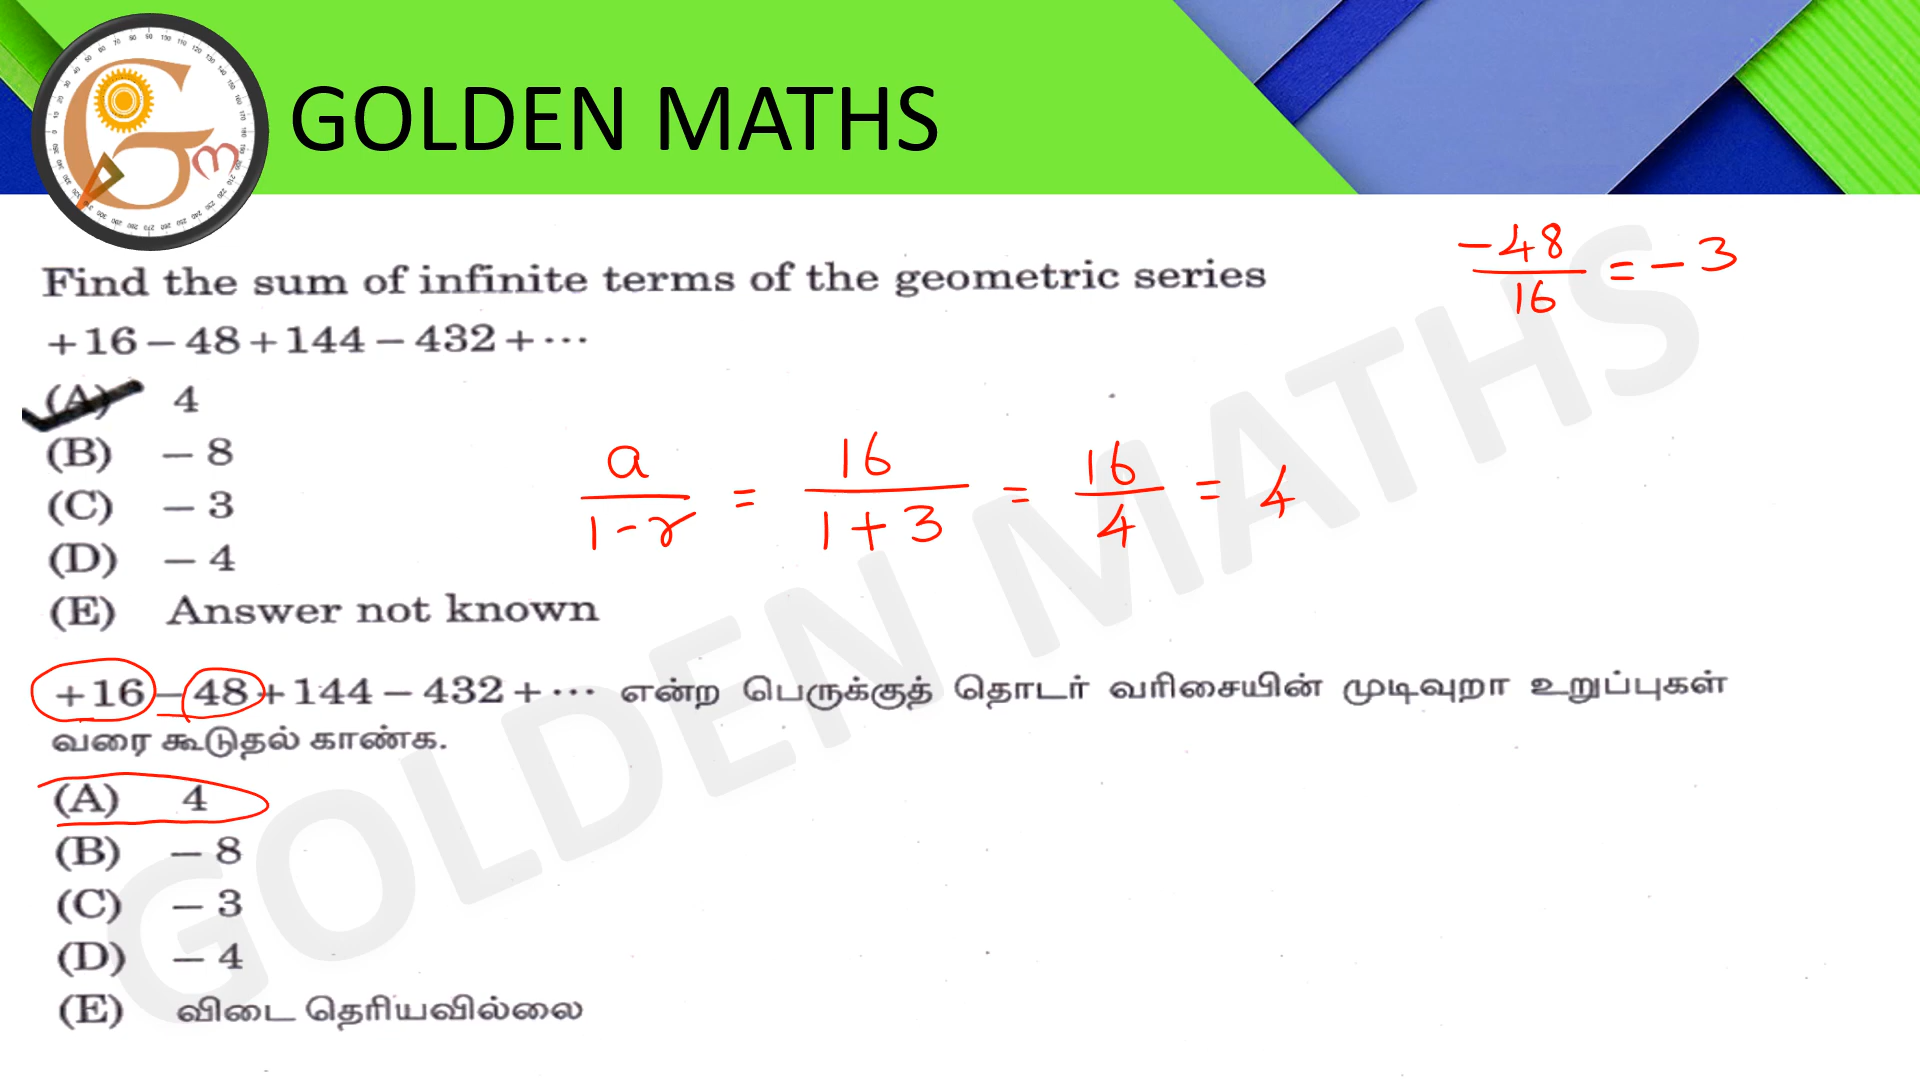 GOLDEN MATHS
Find the sum of infinite terms of the geometric series
+16 – 48 + 144 – 432 + ···
(A) 4
(B) – 8
(C) – 3
(D) – 4
(E) Answer not known
-48/16 = -3
a/1-r = 16/1+3 = 16/4 = 4
+16 – 48 + 144 – 432 + ··· என்ற பெருக்குத் தொடர் வரிசையின் முடிவுறா உறுப்புகள்
வரை கூடுதல் காண்க.
(A) 4
(B) – 8
(C) – 3
(D) – 4
(E) விடை தெரியவில்லை
GOLDEN MATHS